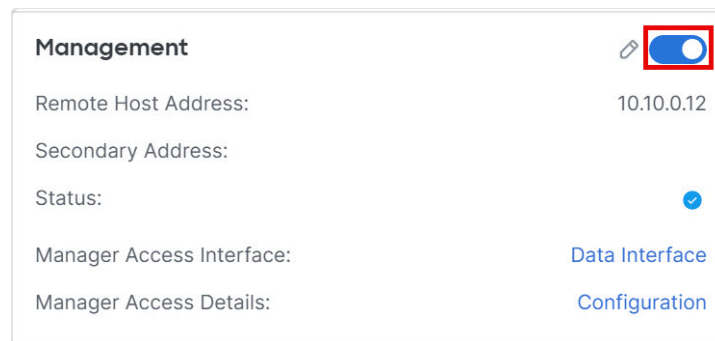 Management
Remote Host Address: 10.10.0.12
Secondary Address:
Status:
Manager Access Interface: Data Interface
Manager Access Details: Configuration